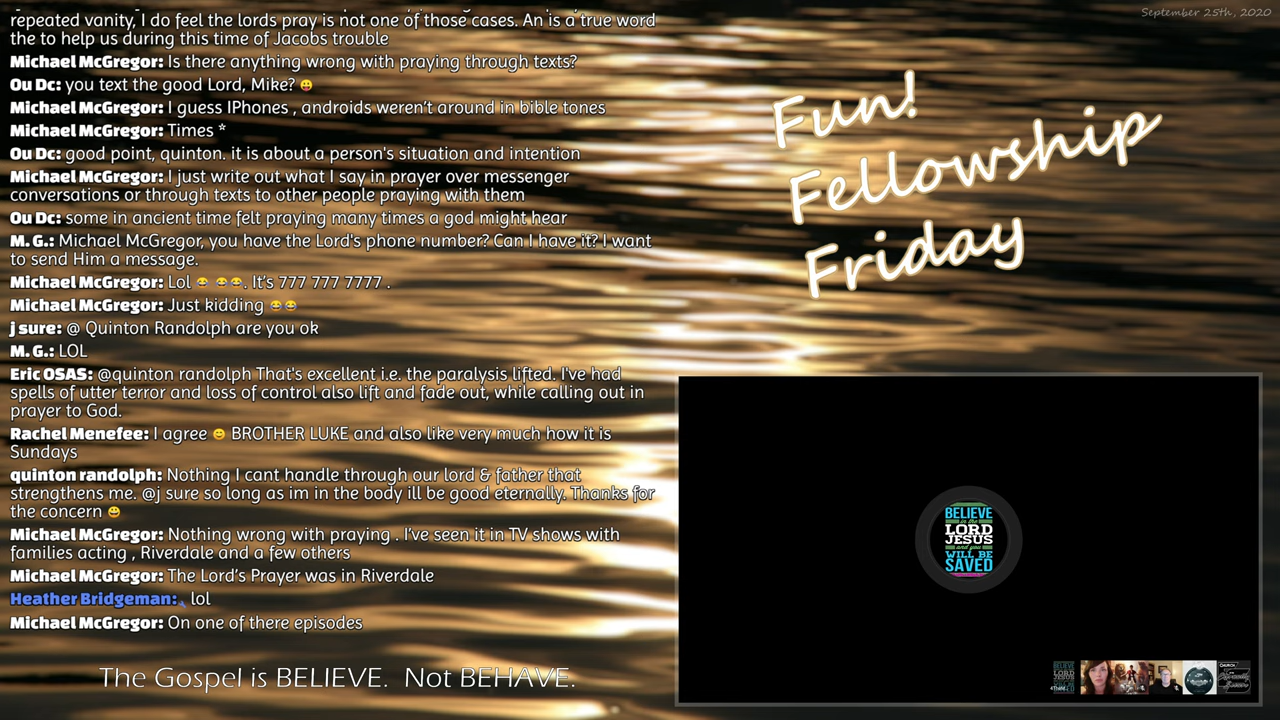 repeated vanity, I do feel the lords pray is not one of those cases. An is a true word
the to help us during this time of Jacobs trouble
Michael McGregor: Is there anything wrong with praying through texts?
Ou Dc: you text the good Lord, Mike? 😛
Michael McGregor: I guess IPhones , androids weren't around in bible tones
Michael McGregor: Times *
Ou Dc: good point, quinton. it is about a person's situation and intention
Michael McGregor: I just write out what I say in prayer over messenger
conversations or through texts to other people praying with them
Ou Dc: some in ancient time felt praying many times a god might hear
M. G.: Michael McGregor, you have the Lord's phone number? Can I have it? I want
to send Him a message.
Michael McGregor: Lol 😂 😂😂. It's 777 777 7777 .
Michael McGregor: Just kidding 😂😂
j sure: @ Quinton Randolph are you ok
M. G.: LOL
Eric OSAS: @quinton randolph That's excellent i.e. the paralysis lifted. I've had
spells of utter terror and loss of control also lift and fade out, while calling out in
prayer to God.
Rachel Menefee: I agree 😊 BROTHER LUKE and also like very much how it is
Sundays
quinton randolph: Nothing I cant handle through our lord & father that
strengthens me. @j sure so long as im in the body ill be good eternally. Thanks for
the concern 😀
Michael McGregor: Nothing wrong with praying . I've seen it in TV shows with
families acting , Riverdale and a few others
Michael McGregor: The Lord's Prayer was in Riverdale
Heather Bridgeman:🔧 lol
Michael McGregor: On one of there episodes
The Gospel is BELIEVE. Not BEHAVE.
September 25th, 2020
Fun!
Fellowship
Friday
BELIEVE
in the
LORD
JESUS
and you
WILL BE
SAVED